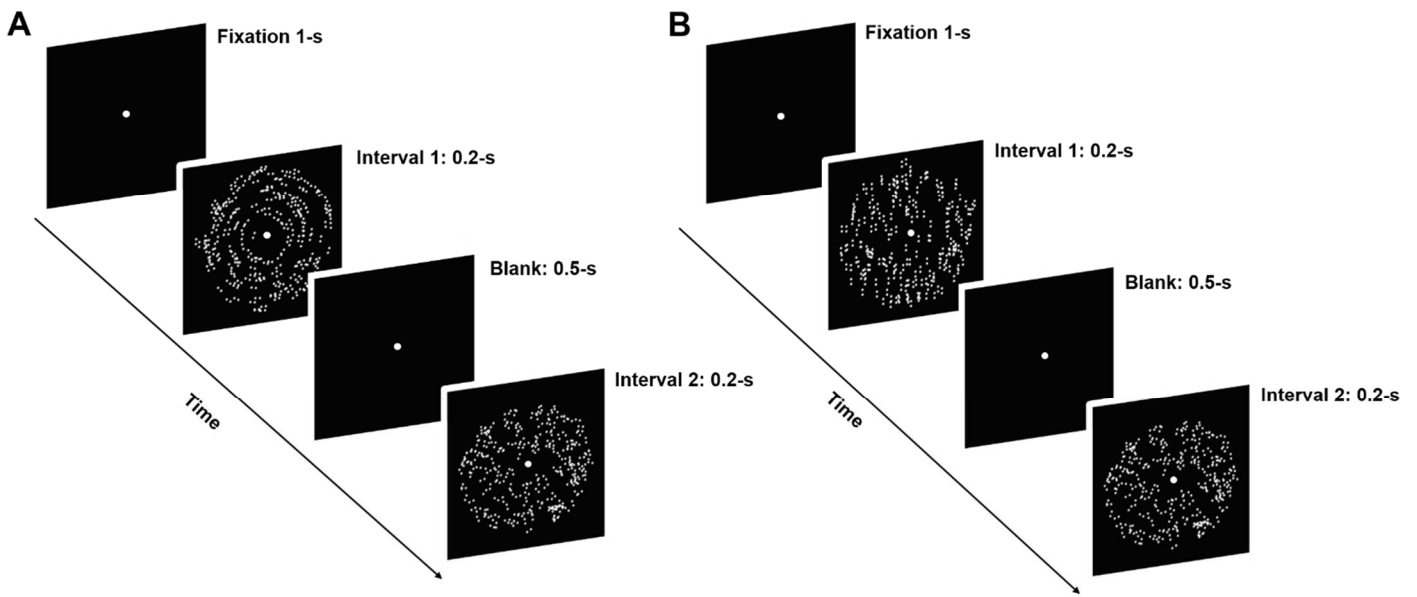 A
Fixation 1-s
Interval 1: 0.2-s
Blank: 0.5-s
Interval 2: 0.2-s
Time
B
Fixation 1-s
Interval 1: 0.2-s
Blank: 0.5-s
Interval 2: 0.2-s
Time